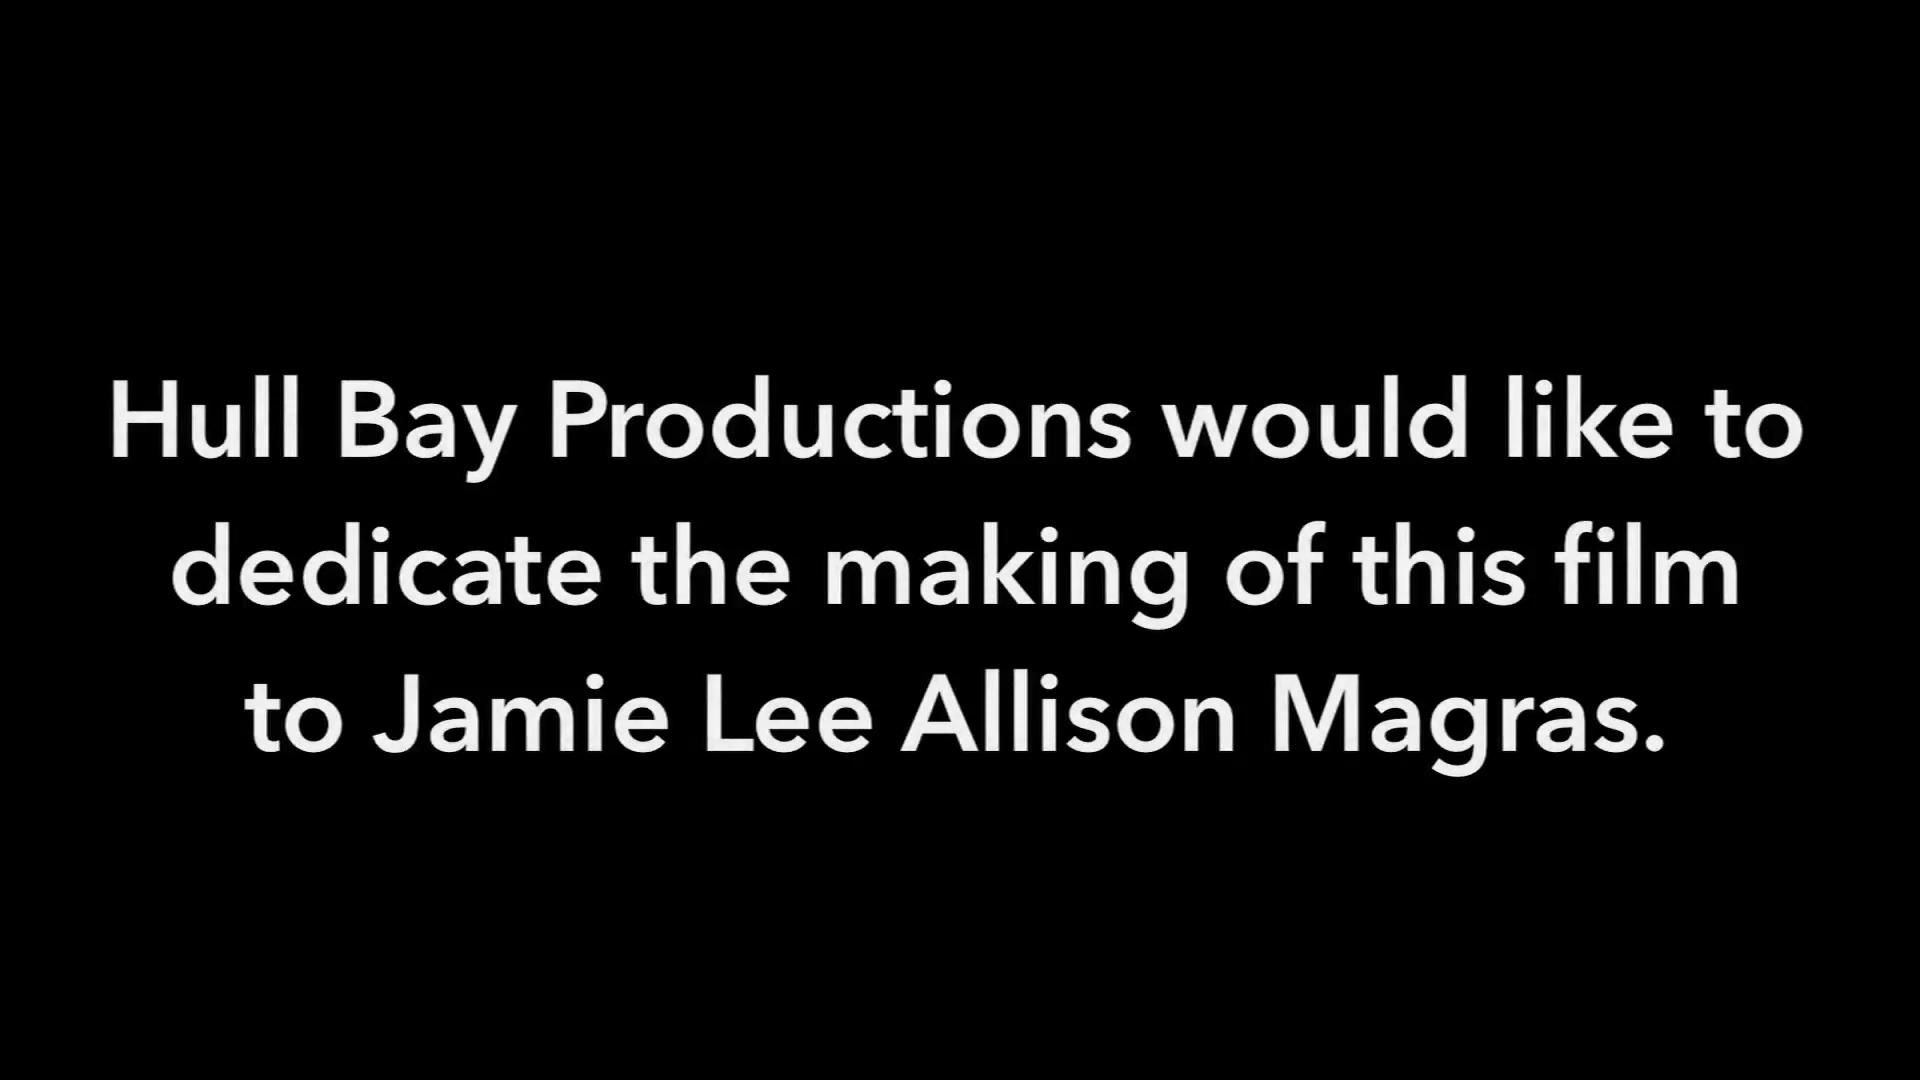 Hull Bay Productions would like to
dedicate the making of this film
to Jamie Lee Allison Magras.